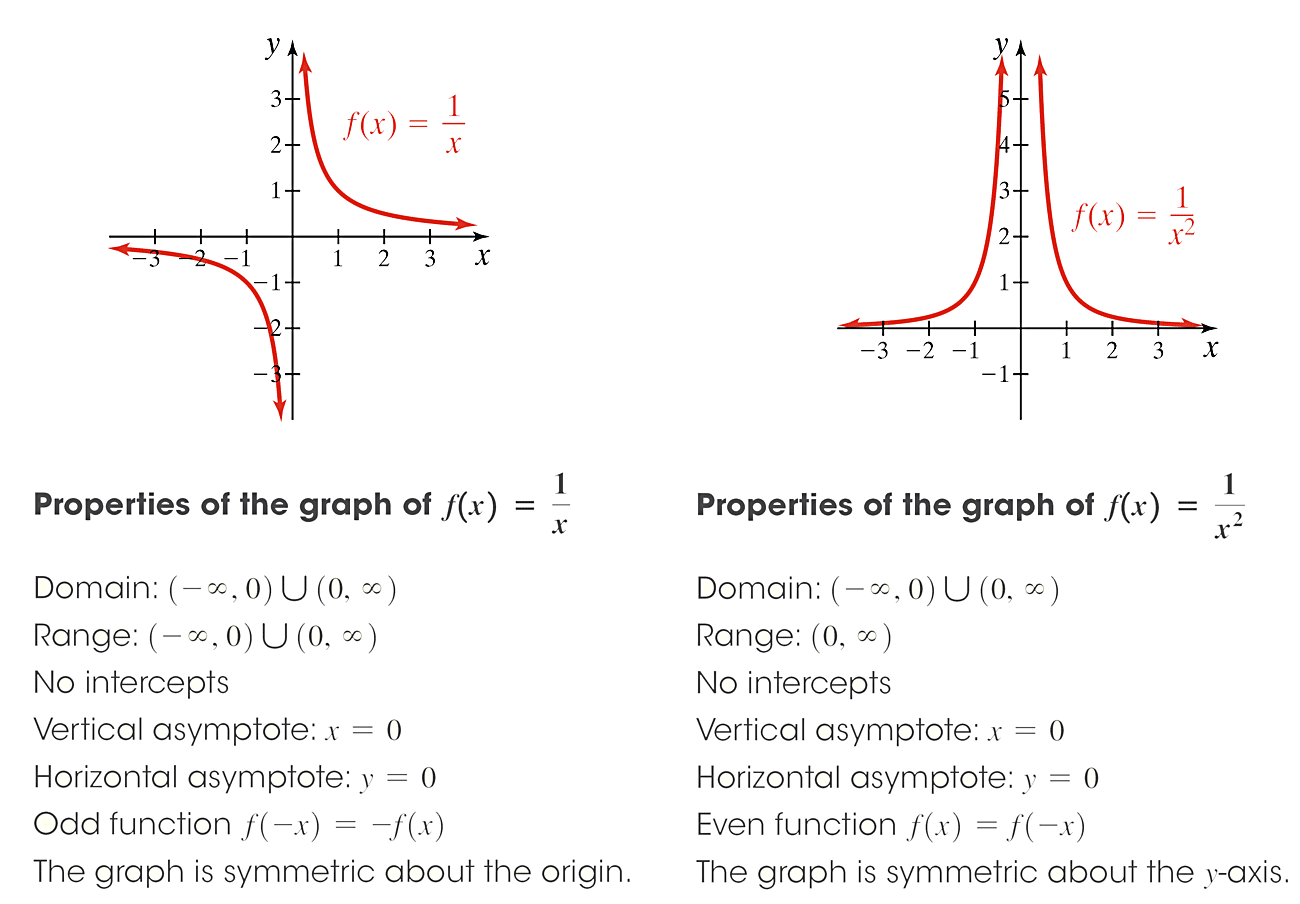 y
3
2
1
−1
−2
−3
−3 −2 −1 1 2 3 x
f(x) = 1/x
y
5
4
3
2
1
−1
−3 −2 −1 1 2 3 x
f(x) = 1/x²
Properties of the graph of f(x) = 1/x
Domain: (−∞, 0) ∪ (0, ∞)
Range: (−∞, 0) ∪ (0, ∞)
No intercepts
Vertical asymptote: x = 0
Horizontal asymptote: y = 0
Odd function f(−x) = −f(x)
The graph is symmetric about the origin.
Properties of the graph of f(x) = 1/x²
Domain: (−∞, 0) ∪ (0, ∞)
Range: (0, ∞)
No intercepts
Vertical asymptote: x = 0
Horizontal asymptote: y = 0
Even function f(x) = f(−x)
The graph is symmetric about the y-axis.